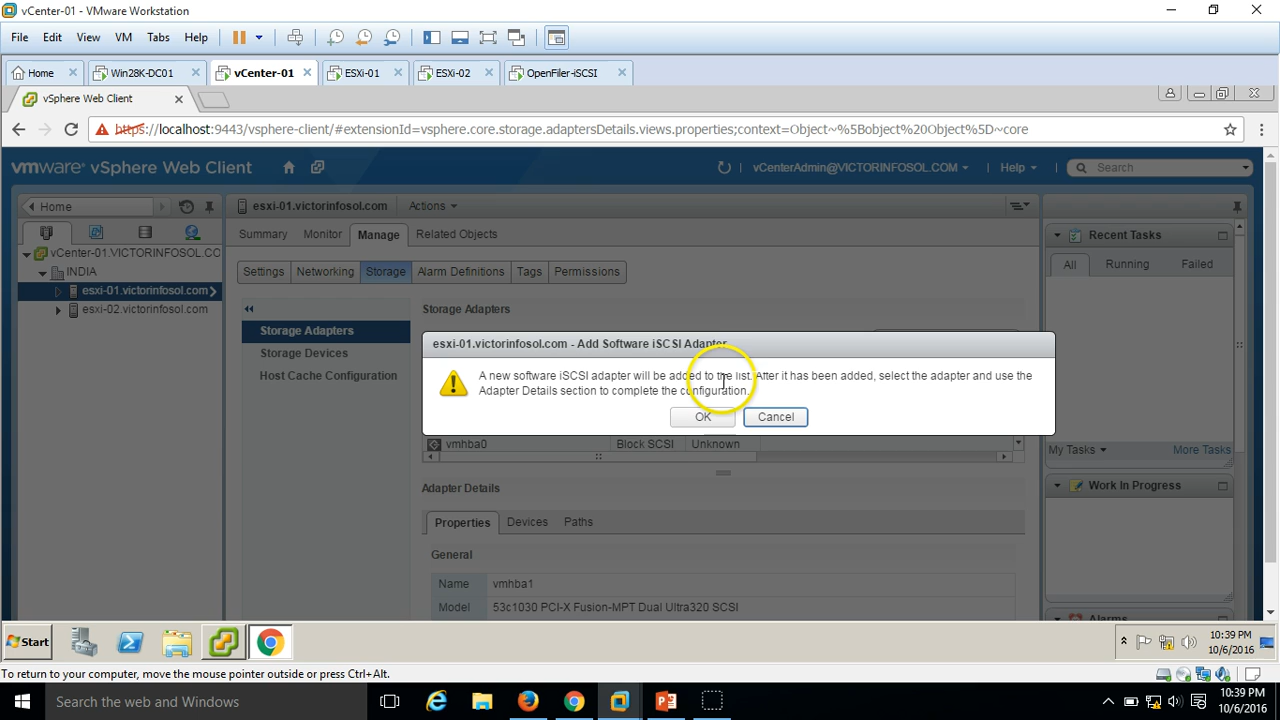 vCenter-01 - VMware Workstation
File Edit View VM Tabs Help
Home Win28K-DC01 vCenter-01 ESXi-01 ESXi-02 OpenFiler-iSCSI
vSphere Web Client
https://localhost:9443/vsphere-client/#extensionId=vsphere.core.storage.adaptersDetails.views.properties;context=Object~%5Bobject%20Object%5D~core
vmware® vSphere Web Client vCenterAdmin@VICTORINFOSOL.COM Help Search
Home
esxi-01.victorinfosol.com Actions
Recent Tasks
Summary Monitor Manage Related Objects
vCenter-01.VICTORINFOSOL.CO
All Running Failed
INDIA
Settings Networking Storage Alarm Definitions Tags Permissions
esxi-01.victorinfosol.com
esxi-02.victorinfosol.com
Storage Adapters
Storage Adapters
Storage Devices
Host Cache Configuration
esxi-01.victorinfosol.com - Add Software iSCSI Adapter
A new software iSCSI adapter will be added to the list. After it has been added, select the adapter and use the
Adapter Details section to complete the configuration.
OK Cancel
vmhba0 Block SCSI Unknown
My Tasks More Tasks
Adapter Details
Work In Progress
Properties Devices Paths
General
Name vmhba1
Model 53c1030 PCI-X Fusion-MPT Dual Ultra320 SCSI
Alarms
Start
10:39 PM
10/6/2016
To return to your computer, move the mouse pointer outside or press Ctrl+Alt.
Search the web and Windows
10:39 PM
10/6/2016